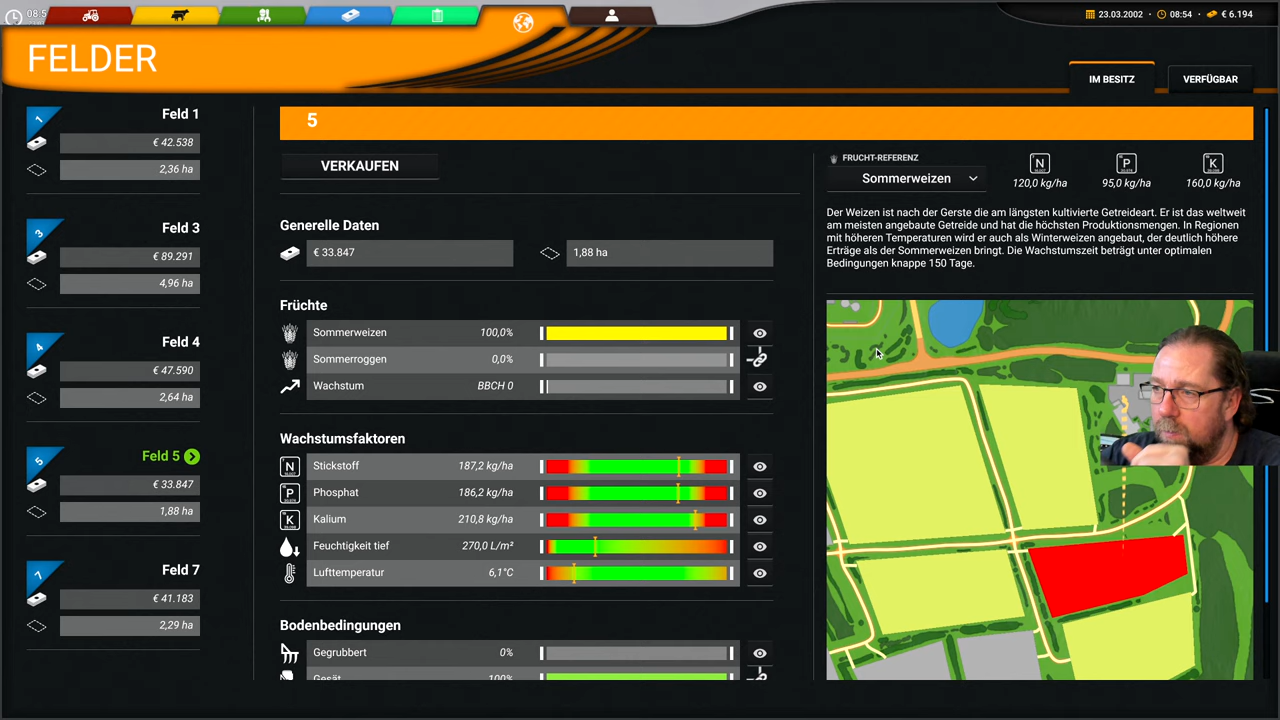 08:5
23.03.2002 · 08:54 · € 6.194
FELDER
IM BESITZ
VERFÜGBAR
1
Feld 1
€ 42.538
2,36 ha
3
Feld 3
€ 89.291
4,96 ha
4
Feld 4
€ 47.590
2,64 ha
5
Feld 5
€ 33.847
1,88 ha
7
Feld 7
€ 41.183
2,29 ha
5
VERKAUFEN
Generelle Daten
€ 33.847
1,88 ha
Früchte
Sommerweizen 100,0%
Sommerroggen 0,0%
Wachstum BBCH 0
Wachstumsfaktoren
N Stickstoff 187,2 kg/ha
P Phosphat 186,2 kg/ha
K Kalium 210,8 kg/ha
Feuchtigkeit tief 270,0 L/m²
Lufttemperatur 6,1°C
Bodenbedingungen
Gegrubbert 0%
Gesät 100%
FRUCHT-REFERENZ
Sommerweizen
N P K
120,0 kg/ha 95,0 kg/ha 160,0 kg/ha
Der Weizen ist nach der Gerste die am längsten kultivierte Getreideart. Er ist das weltweit
am meisten angebaute Getreide und hat die höchsten Produktionsmengen. In Regionen
mit höheren Temperaturen wird er auch als Winterweizen angebaut, der deutlich höhere
Erträge als der Sommerweizen bringt. Die Wachstumszeit beträgt unter optimalen
Bedingungen knappe 150 Tage.